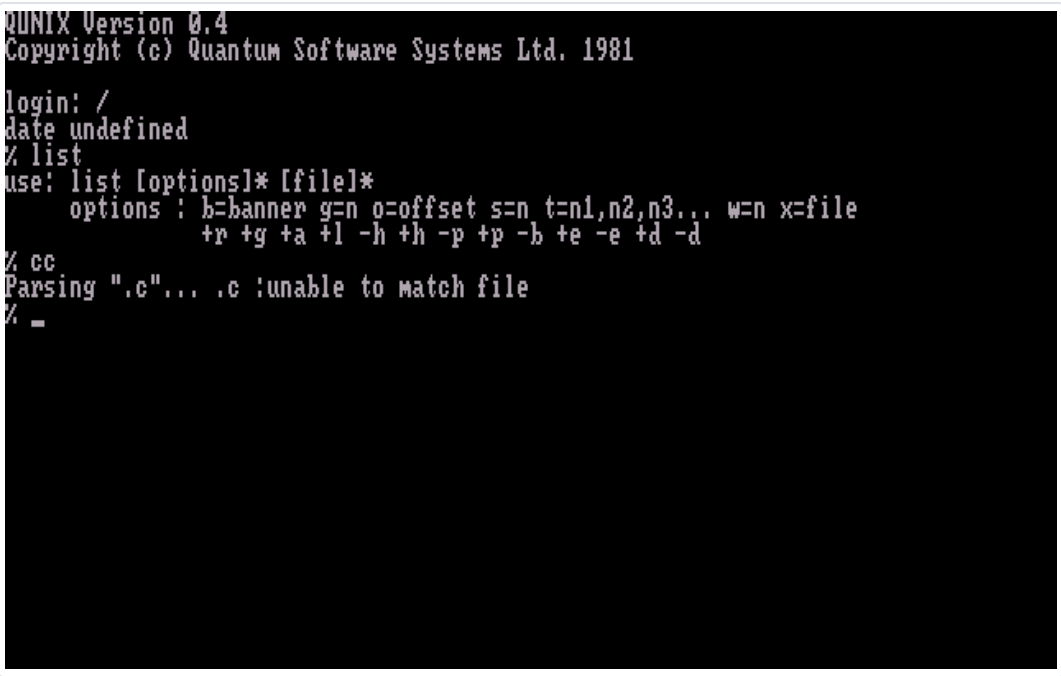 QUNIX Version 0.4
Copyright (c) Quantum Software Systems Ltd. 1981
login: /
date undefined
% list
use: list [options]* [file]*
options : b=banner g=n o=offset s=n t=n1,n2,n3... w=n x=file
+r +g +a +l -h +h -p +p -b +e -e +d -d
% cc
Parsing ".c"... .c :unable to match file
% _